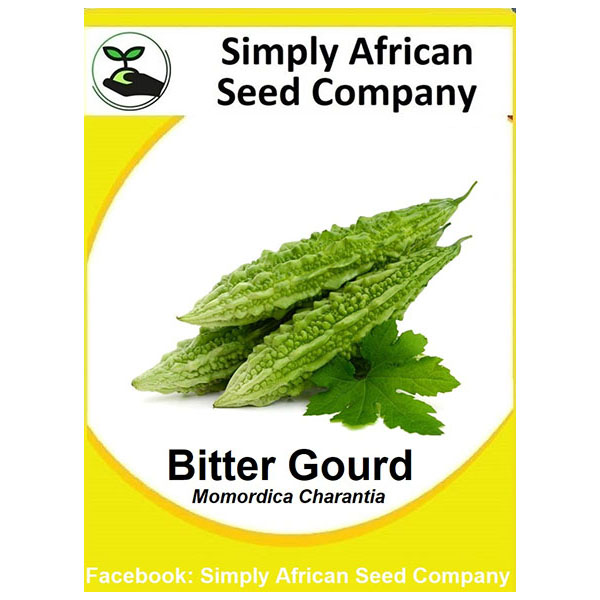 Simply African
Seed Company
Bitter Gourd
Momordica Charantia
Facebook: Simply African Seed Company